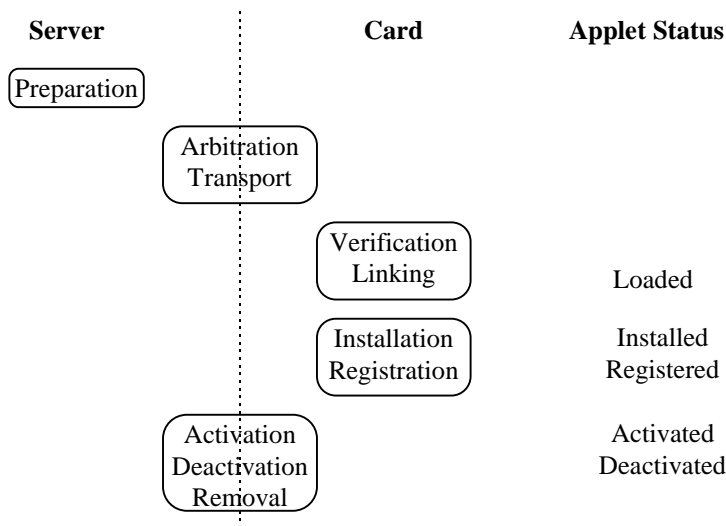 Server Card Applet Status
Preparation
Arbitration
Transport
Verification
Linking Loaded
Installation Installed
Registration Registered
Activation Activated
Deactivation Deactivated
Removal